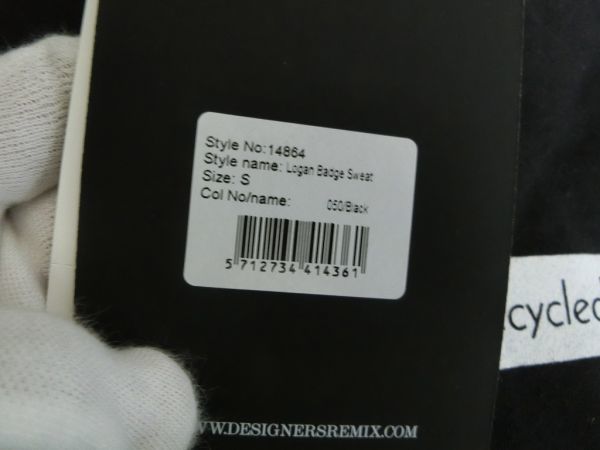 Style No:14864
Style name: Logan Badge Sweat
Size: S
Col No/name: 050/Black
5 712734 414361
cycled
WWW.DESIGNERSREMIX.COM